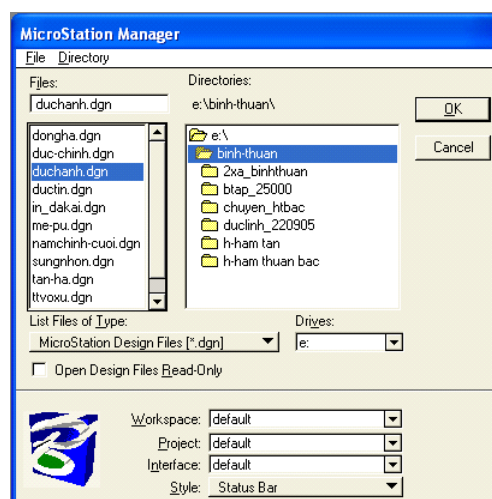 MicroStation Manager
File Directory
Files:
duchanh.dgn
dongha.dgn
duc-chinh.dgn
duchanh.dgn
ductin.dgn
in_dakai.dgn
me-pu.dgn
namchinh-cuoi.dgn
sungnhon.dgn
tan-ha.dgn
ttvoxu.dgn
Directories:
e:\binh-thuan\
e:\
binh-thuan
2xa_binhthuan
btap_25000
chuyen_htbac
duclinh_220905
h-ham tan
h-ham thuan bac
OK
Cancel
List Files of Type:
MicroStation Design Files [*.dgn]
Drives:
e:
Open Design Files Read-Only
Workspace: default
Project: default
Interface: default
Style: Status Bar